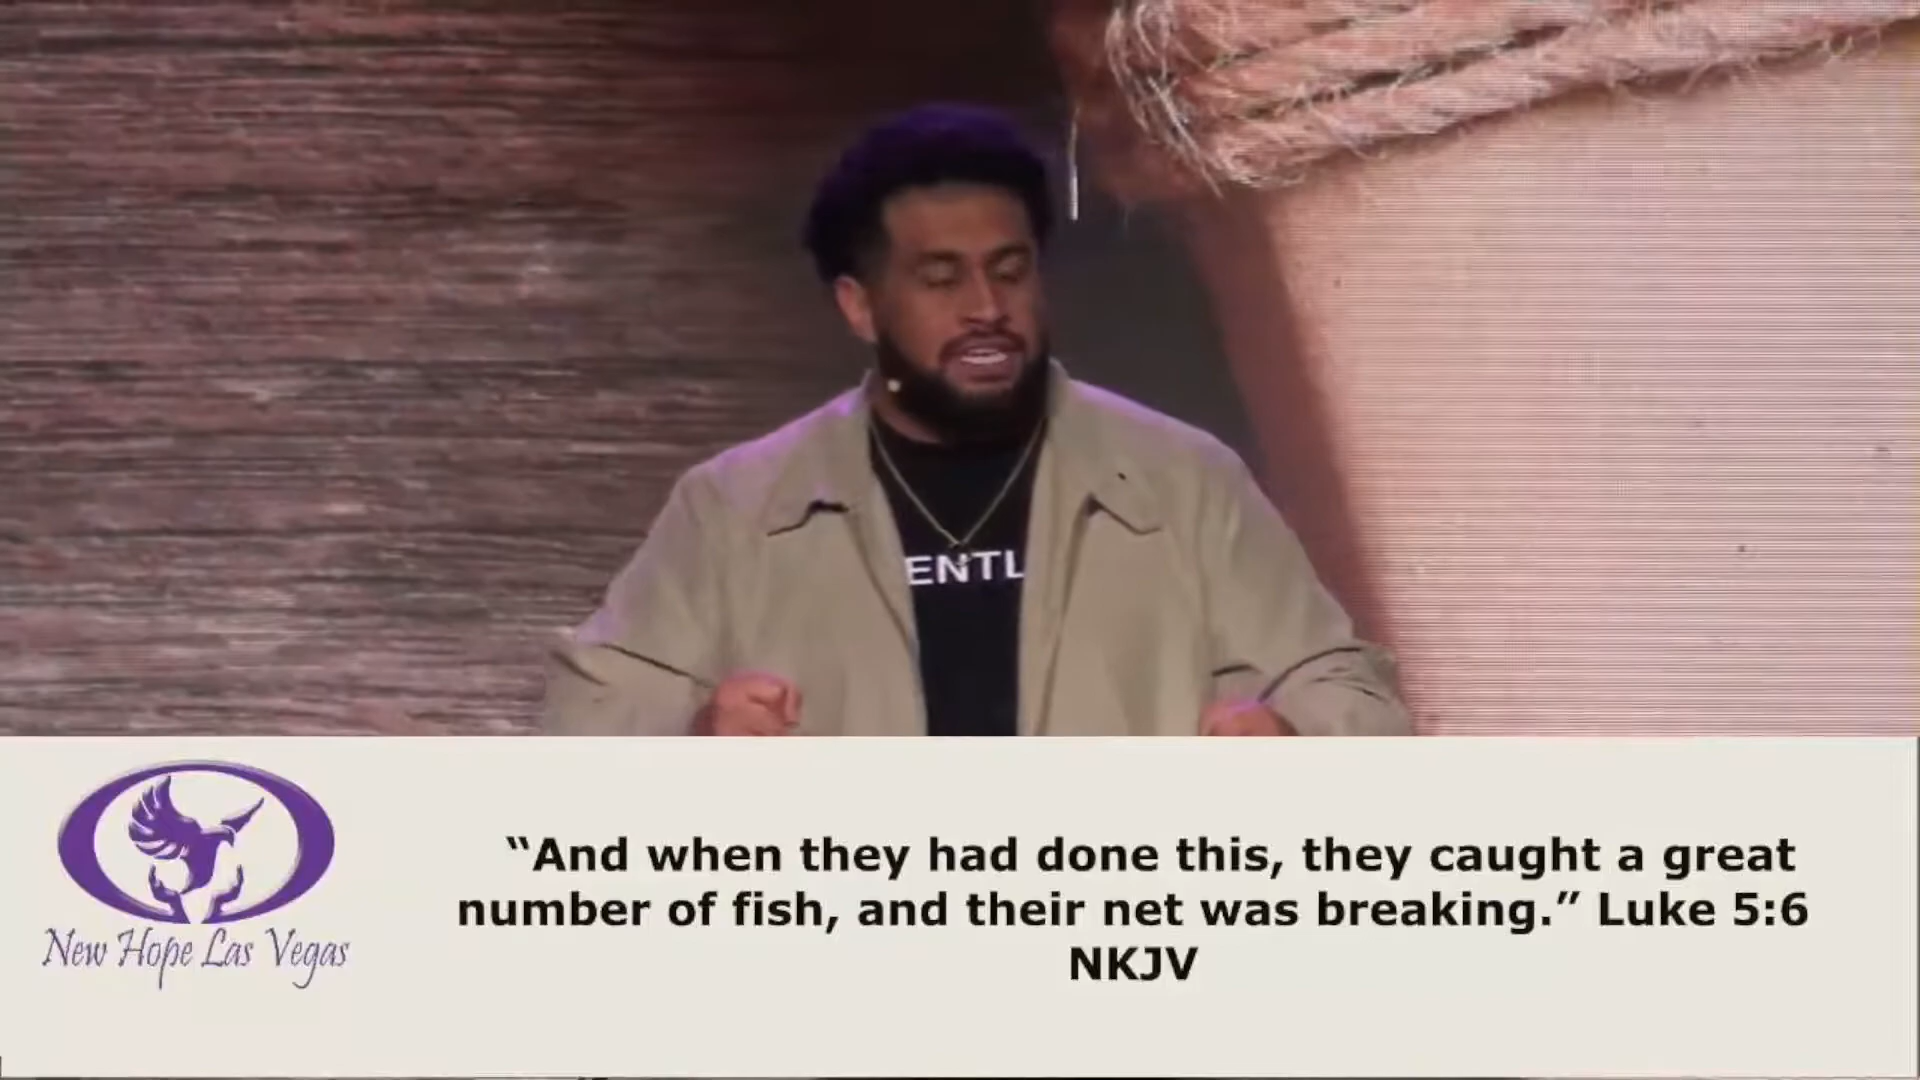 ENTL
New Hope Las Vegas
“And when they had done this, they caught a great
number of fish, and their net was breaking.” Luke 5:6
NKJV